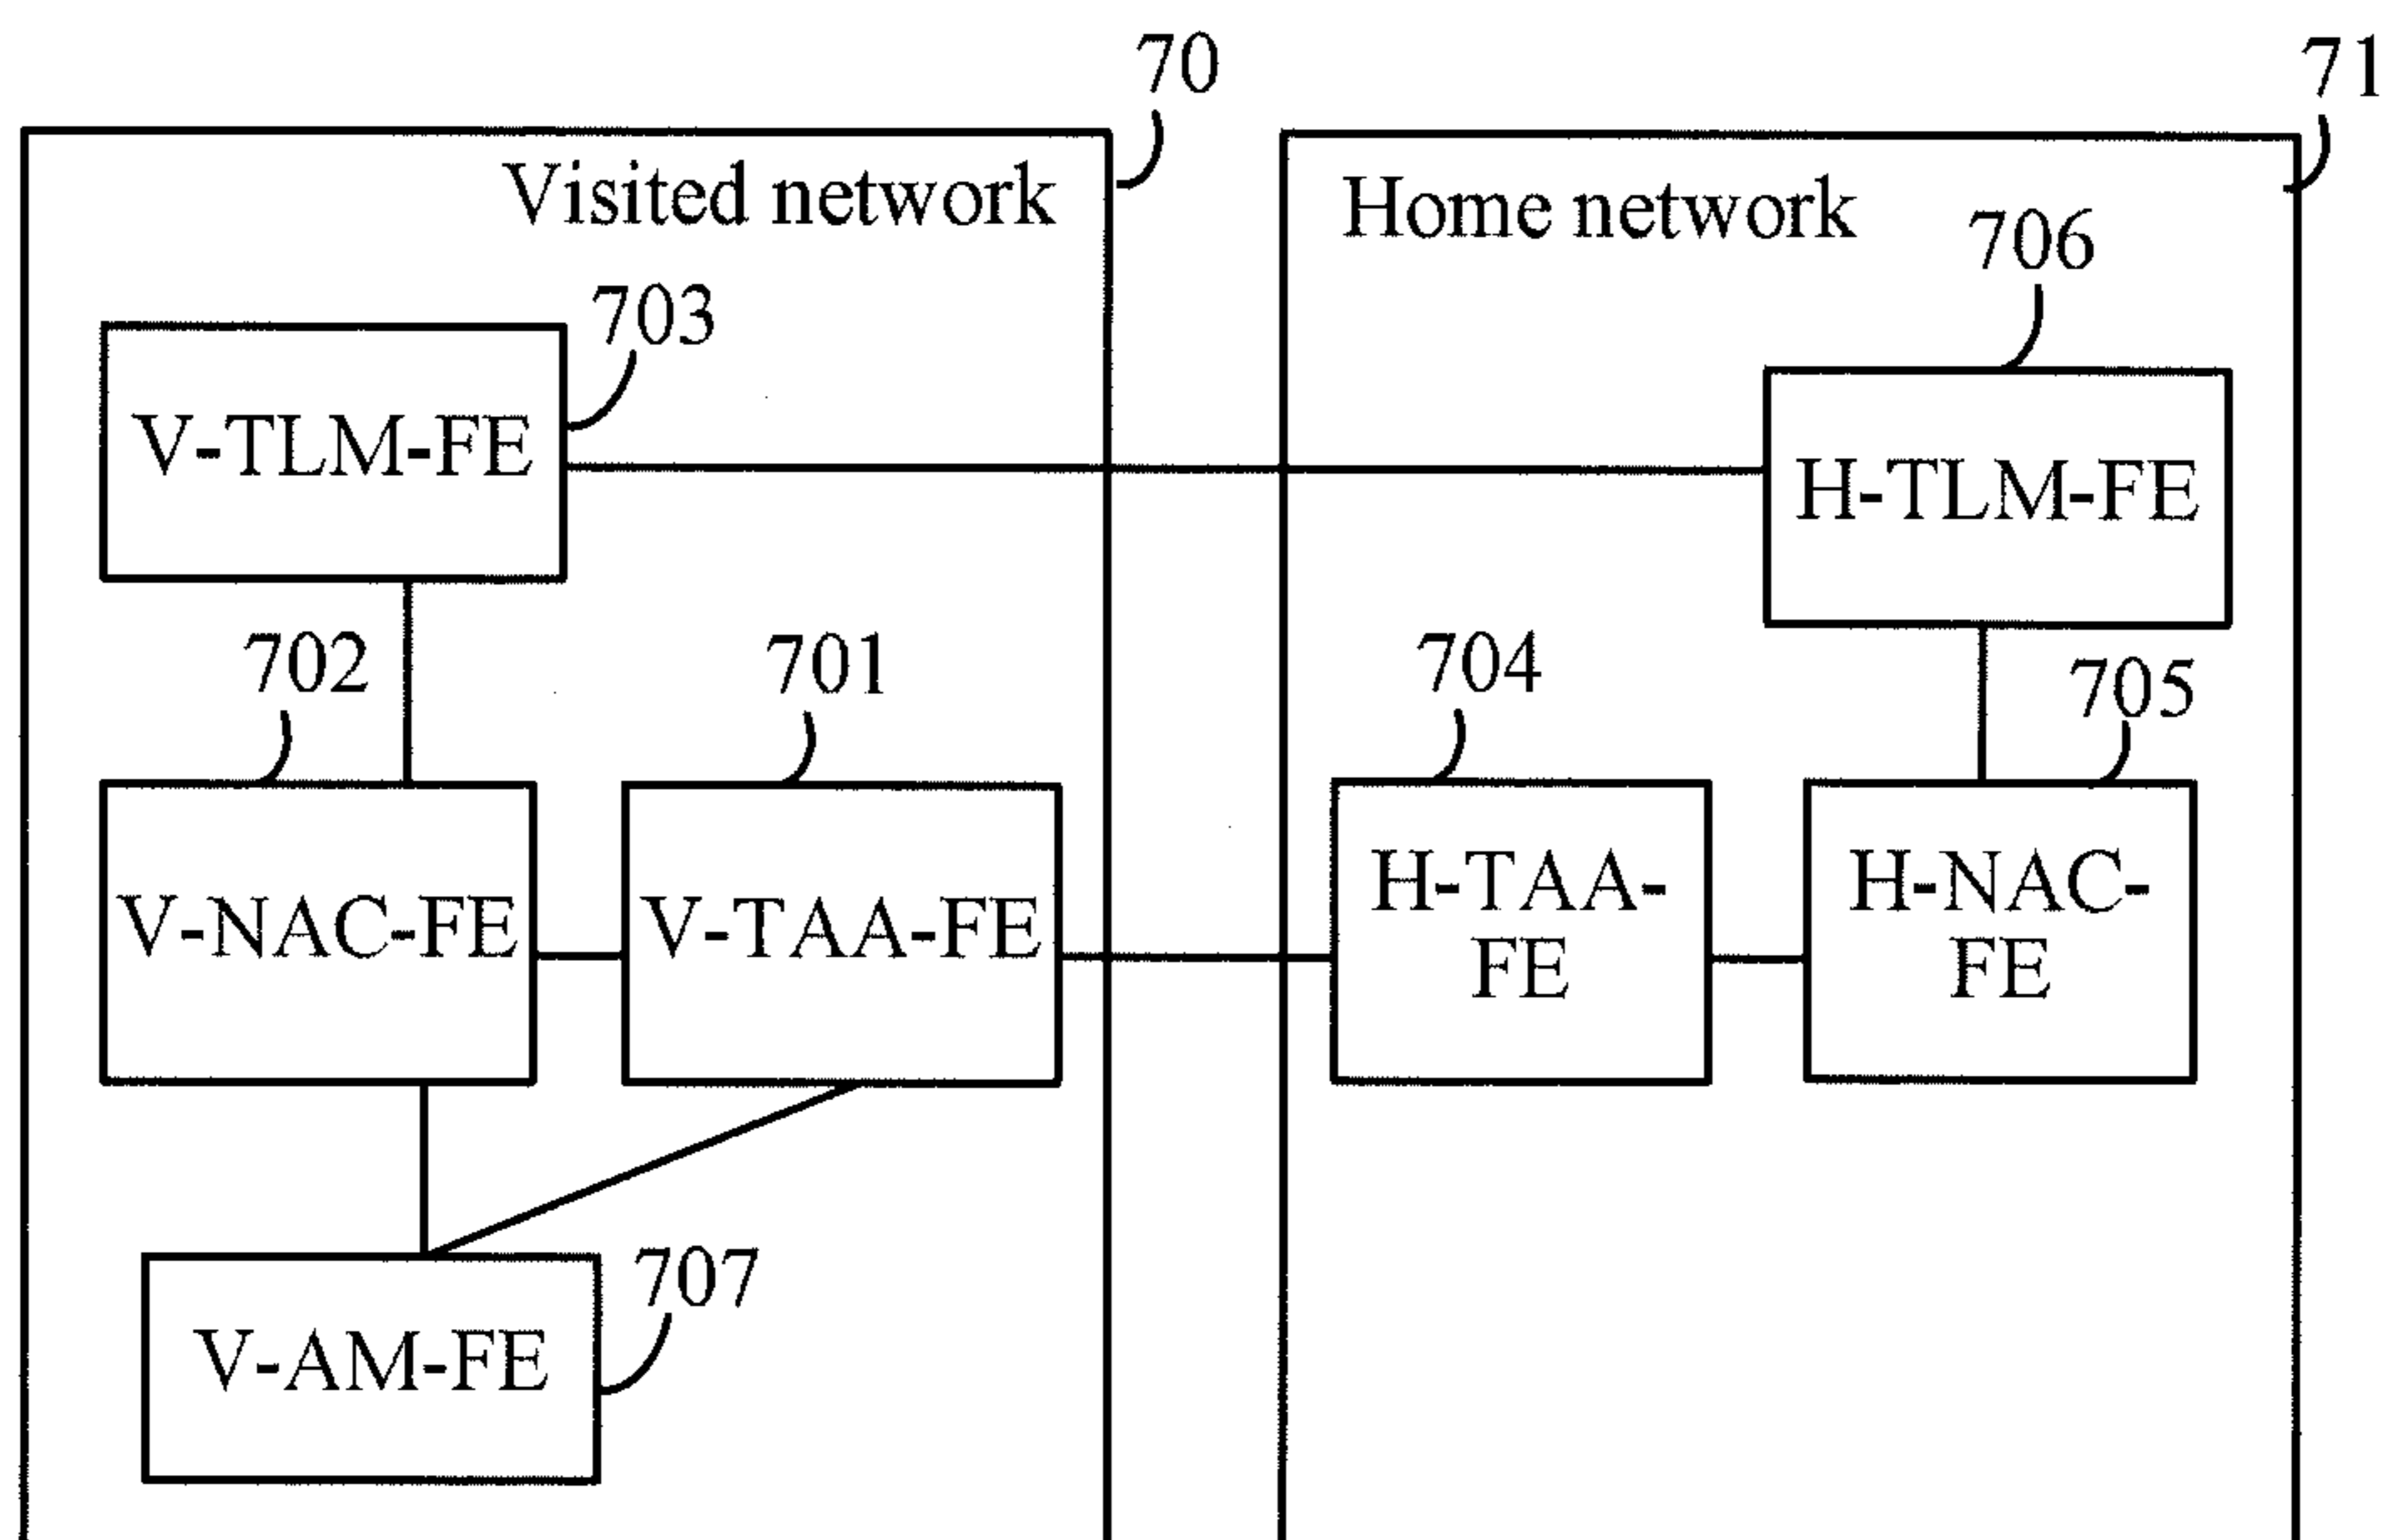 70
71
Visited network
Home network
706
703
V-TLM-FE
H-TLM-FE
702
701
704
705
V-NAC-FE
V-TAA-FE
H-TAA-
FE
H-NAC-
FE
707
V-AM-FE